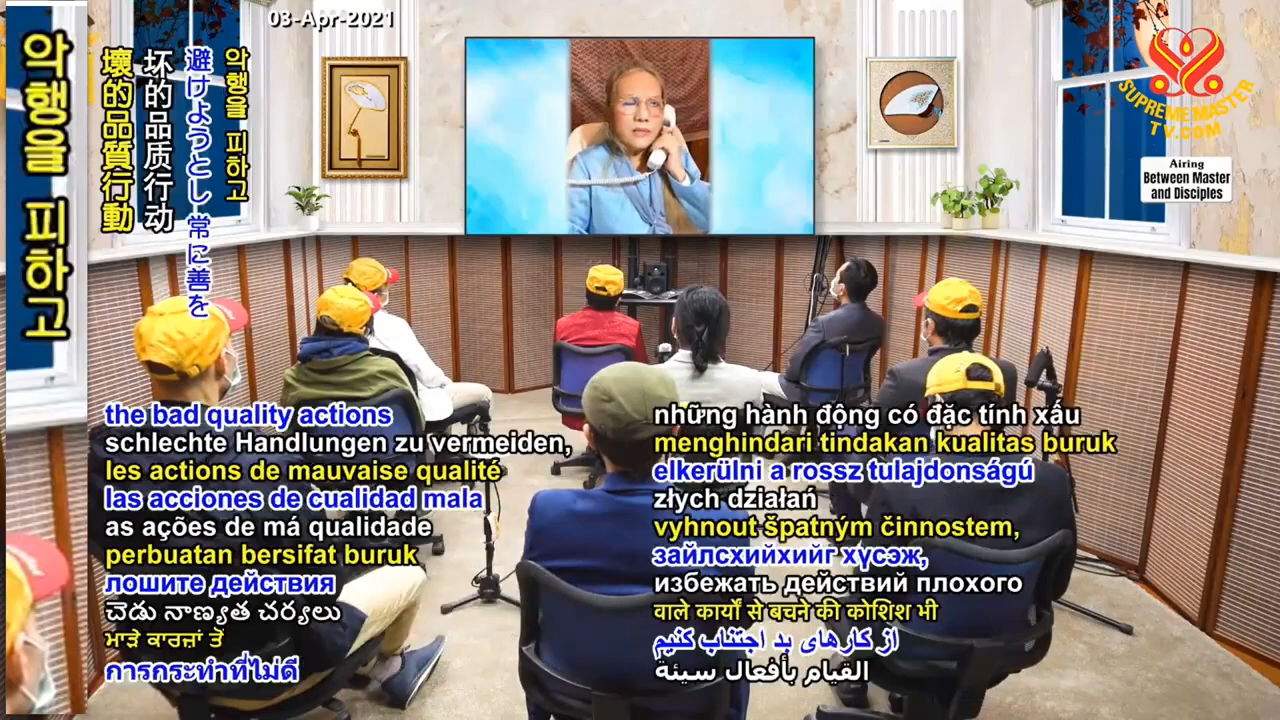 03-Apr-2021
악행을 피하고
壞的品質行動
坏的品质行动
避けようとし 常に善を
악행을 피하고
SUPREME MASTER
TV.COM
Airing
Between Master
and Disciples
the bad quality actions
schlechte Handlungen zu vermeiden,
les actions de mauvaise qualité
las acciones de cualidad mala
as ações de má qualidade
perbuatan bersifat buruk
лошите действия
చెడు నాణ్యత చర్యలు
ਮਾੜੇ ਕਾਰਜ਼ਾਂ ਤੋਂ
การกระทำที่ไม่ดี
những hành động có đặc tính xấu
menghindari tindakan kualitas buruk
elkerülni a rossz tulajdonságú
złych działań
vyhnout špatným činnostem,
зайлсхийхийг хүсэж,
избежать действий плохого
वाले कार्यों से बचने की कोशिश भी
از کارهای بد اجتناب کنیم
القيام بأفعال سيئة